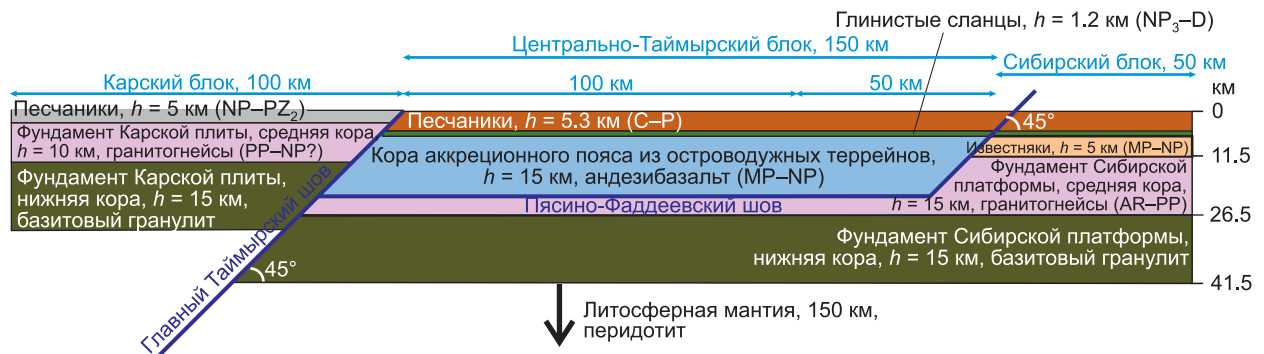 Глинистые сланцы, h = 1.2 км (NP₃–D)
Центрально-Таймырский блок, 150 км
Карский блок, 100 км
100 км
50 км
Сибирский блок, 50 км
км
Песчаники, h = 5 км (NP–PZ₂)
Фундамент Карской плиты, средняя кора,
h = 10 км, гранитогнейсы (PP–NP?)
Фундамент Карской плиты,
нижняя кора, h = 15 км,
базитовый гранулит
Главный Таймырский шов
45°
Песчаники, h = 5.3 км (C–P)
Кора аккреционного пояса из островодужных террейнов,
h = 15 км, андезибазальт (MP–NP)
Пясино-Фаддеевский шов
45°
Известняки, h = 5 км (MP–NP)
Фундамент Сибирской
платформы, средняя кора,
h = 15 км, гранитогнейсы (AR–PP)
Фундамент Сибирской платформы,
нижняя кора, h = 15 км, базитовый гранулит
0
11.5
26.5
41.5
Литосферная мантия, 150 км,
перидотит